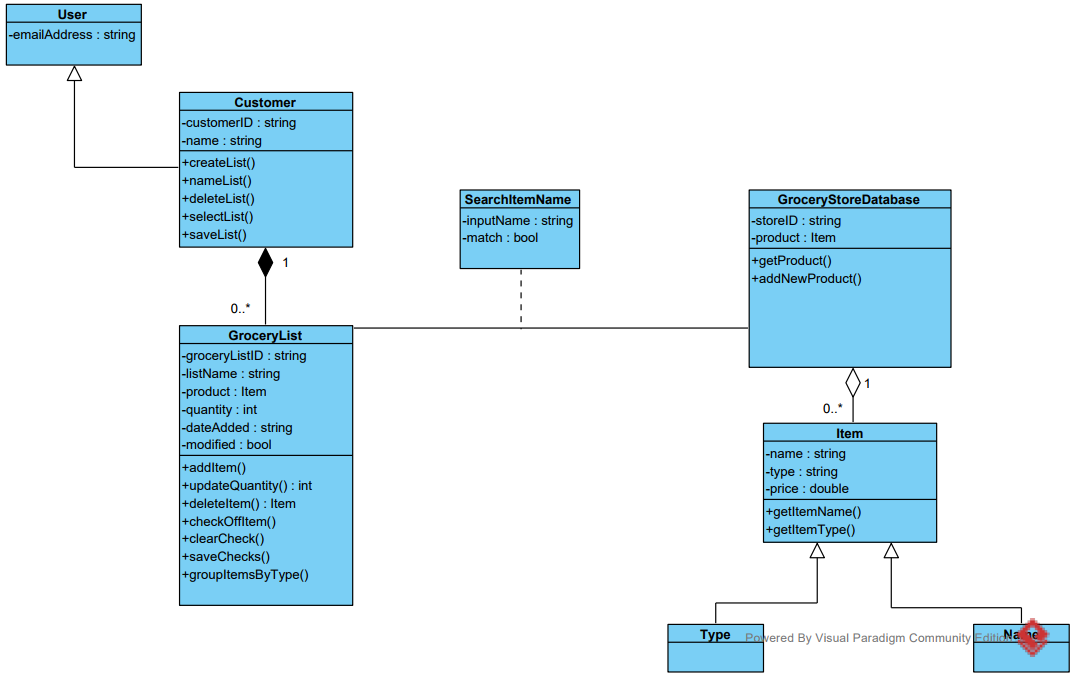 User
-emailAddress : string
Customer
-customerID : string
-name : string
+createList()
+nameList()
+deleteList()
+selectList()
+saveList()
1
0..*
SearchItemName
-inputName : string
-match : bool
GroceryStoreDatabase
-storeID : string
-product : Item
+getProduct()
+addNewProduct()
1
0..*
GroceryList
-groceryListID : string
-listName : string
-product : Item
-quantity : int
-dateAdded : string
-modified : bool
+addItem()
+updateQuantity() : int
+deleteItem() : Item
+checkOffItem()
+clearCheck()
+saveChecks()
+groupItemsByType()
Item
-name : string
-type : string
-price : double
+getItemName()
+getItemType()
Type
Name
Powered By Visual Paradigm Community Edition